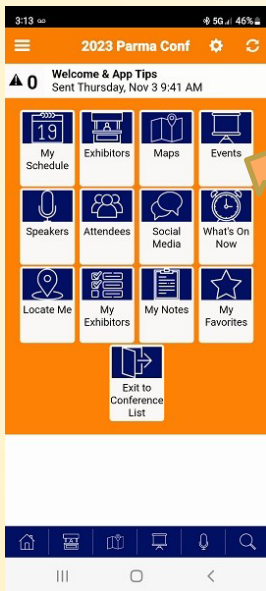 3:13
5G 46%
2023 Parma Conf
0
Welcome & App Tips
Sent Thursday, Nov 3 9:41 AM
19
My Schedule
Exhibitors
Maps
Events
Speakers
Attendees
Social Media
What's On Now
Locate Me
My Exhibitors
My Notes
My Favorites
Exit to Conference List